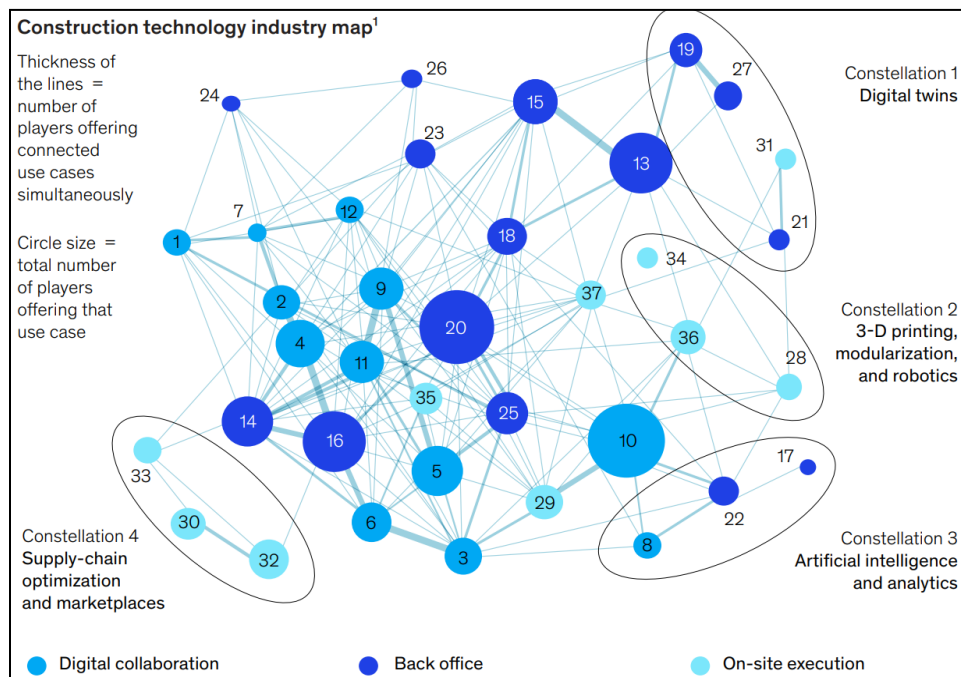 Construction technology industry map¹
Thickness of
the lines =
number of
players offering
connected
use cases
simultaneously
Circle size =
total number
of players
offering that
use case
19
27
26
24
15
23
13
31
Constellation 1
Digital twins
7
12
1
18
21
34
9
37
2
20
36
4
11
Constellation 2
3-D printing,
modularization,
and robotics
28
35
25
14
16
10
5
17
33
22
29
30
6
8
3
32
Constellation 4
Supply-chain
optimization
and marketplaces
Constellation 3
Artificial intelligence
and analytics
Digital collaboration
Back office
On-site execution